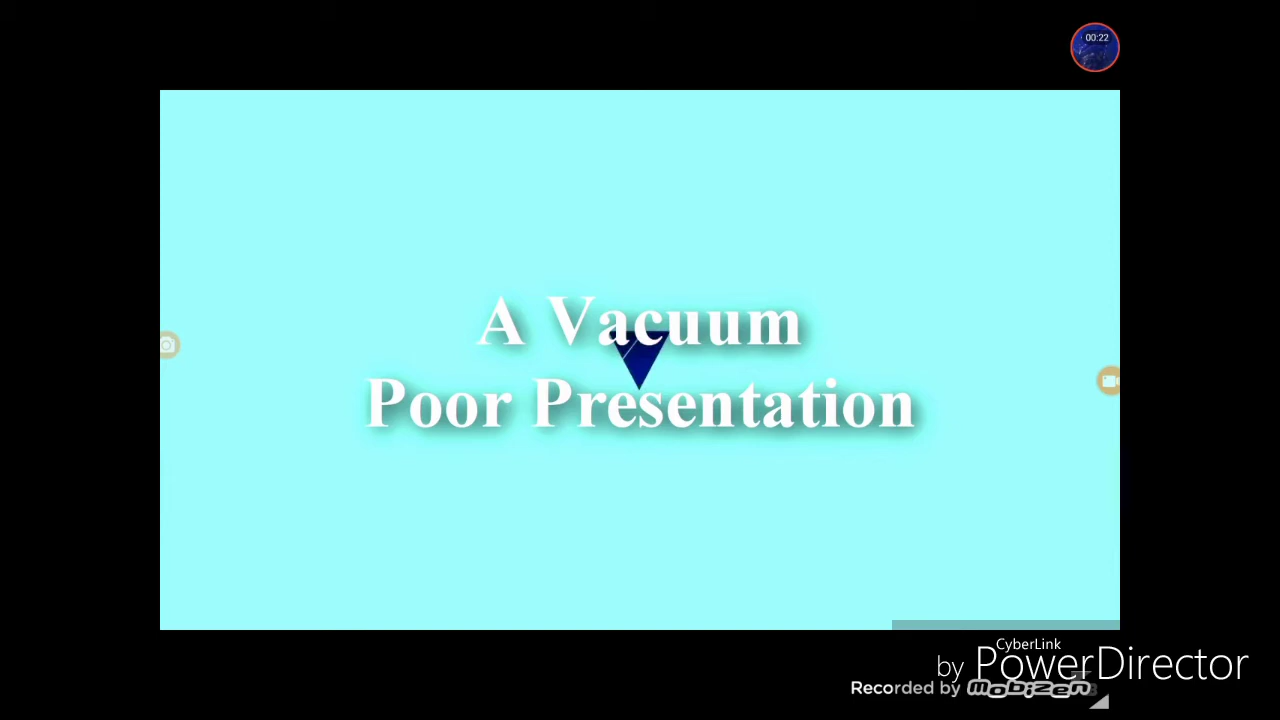 00:22
A Vacuum
Poor Presentation
CyberLink
by PowerDirector
Recorded by mobizen